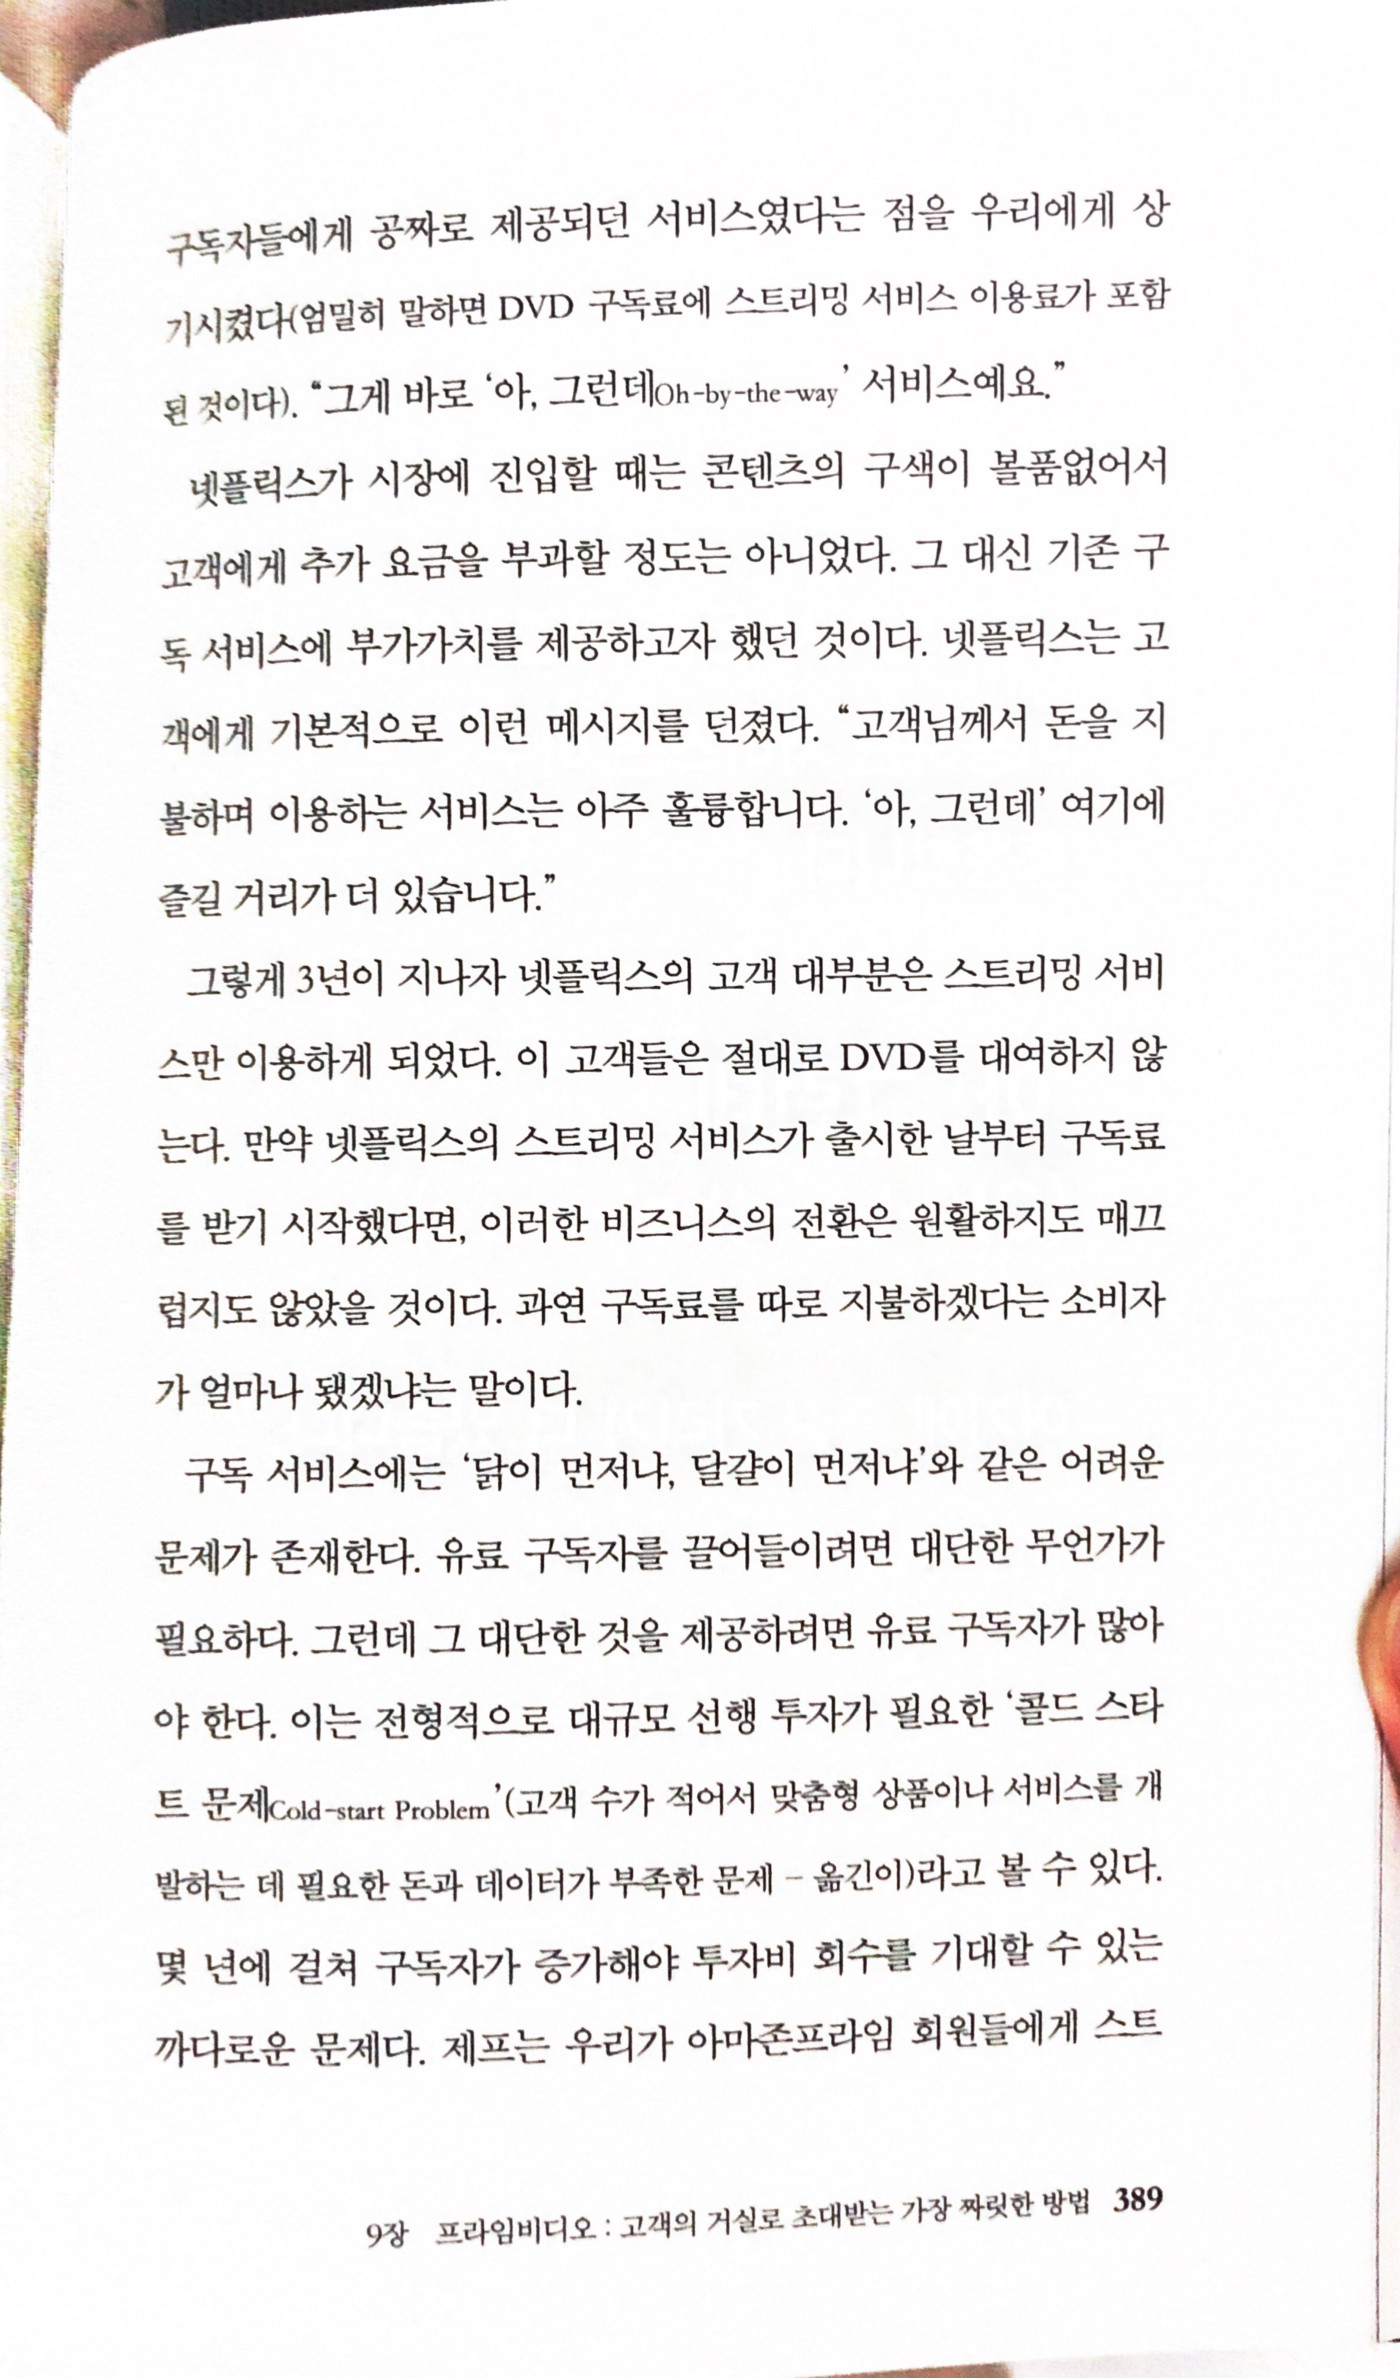 구독자들에게 공짜로 제공되던 서비스였다는 점을 우리에게 상
기시켰다(엄밀히 말하면 DVD 구독료에 스트리밍 서비스 이용료가 포함
된 것이다). “그게 바로 ‘아, 그런데Oh-by-the-way’ 서비스예요.”
넷플릭스가 시장에 진입할 때는 콘텐츠의 구색이 볼품없어서
고객에게 추가 요금을 부과할 정도는 아니었다. 그 대신 기존 구
독 서비스에 부가가치를 제공하고자 했던 것이다. 넷플릭스는 고
객에게 기본적으로 이런 메시지를 던졌다. “고객님께서 돈을 지
불하며 이용하는 서비스는 아주 훌륭합니다. ‘아, 그런데’ 여기에
즐길 거리가 더 있습니다.”
그렇게 3년이 지나자 넷플릭스의 고객 대부분은 스트리밍 서비
스만 이용하게 되었다. 이 고객들은 절대로 DVD를 대여하지 않
는다. 만약 넷플릭스의 스트리밍 서비스가 출시한 날부터 구독료
를 받기 시작했다면, 이러한 비즈니스의 전환은 원활하지도 매끄
럽지도 않았을 것이다. 과연 구독료를 따로 지불하겠다는 소비자
가 얼마나 됐겠냐는 말이다.
구독 서비스에는 ‘닭이 먼저냐, 달걀이 먼저냐’와 같은 어려운
문제가 존재한다. 유료 구독자를 끌어들이려면 대단한 무언가가
필요하다. 그런데 그 대단한 것을 제공하려면 유료 구독자가 많아
야 한다. 이는 전형적으로 대규모 선행 투자가 필요한 ‘콜드 스타
트 문제Cold-start Problem’(고객 수가 적어서 맞춤형 상품이나 서비스를 개
발하는 데 필요한 돈과 데이터가 부족한 문제 – 옮긴이)라고 볼 수 있다.
몇 년에 걸쳐 구독자가 증가해야 투자비 회수를 기대할 수 있는
까다로운 문제다. 제프는 우리가 아마존프라임 회원들에게 스트
9장 프라임비디오 : 고객의 거실로 초대받는 가장 짜릿한 방법 389